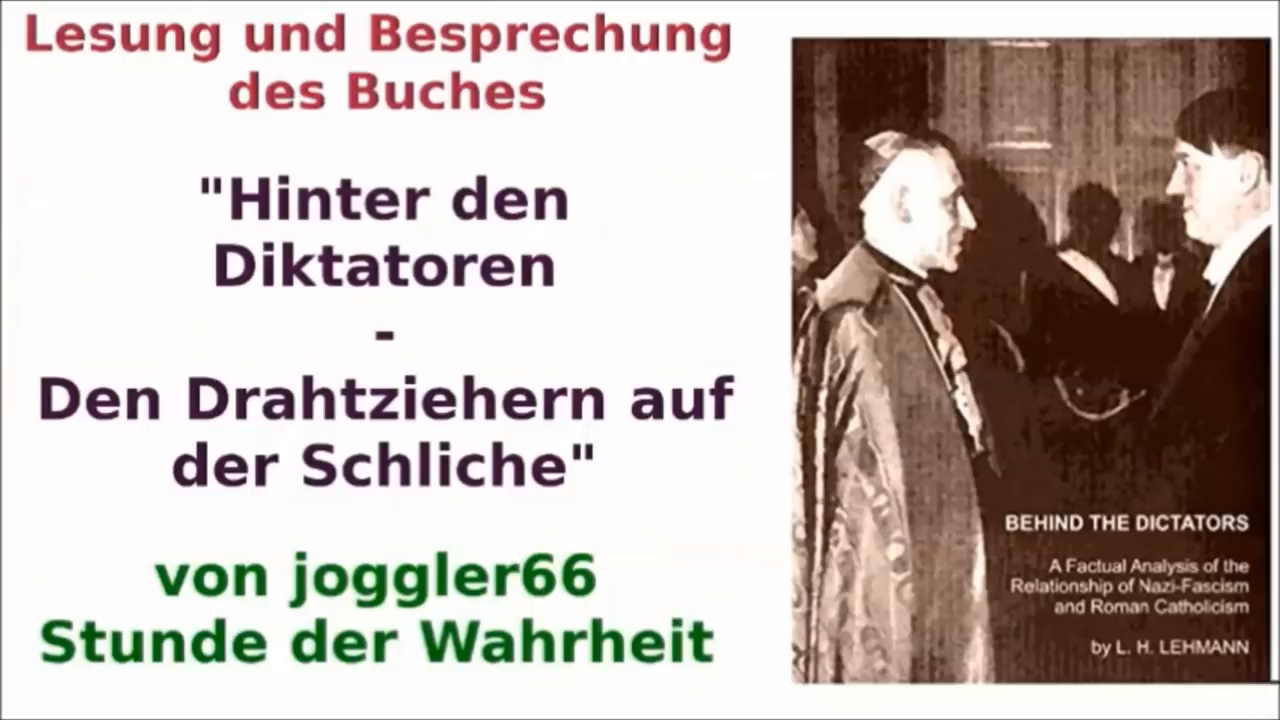 Lesung und Besprechung
des Buches
"Hinter den
Diktatoren
-
Den Drahtziehern auf
der Schliche"
von joggler66
Stunde der Wahrheit
BEHIND THE DICTATORS
A Factual Analysis of the
Relationship of Nazi-Fascism
and Roman Catholicism
by L. H. LEHMANN